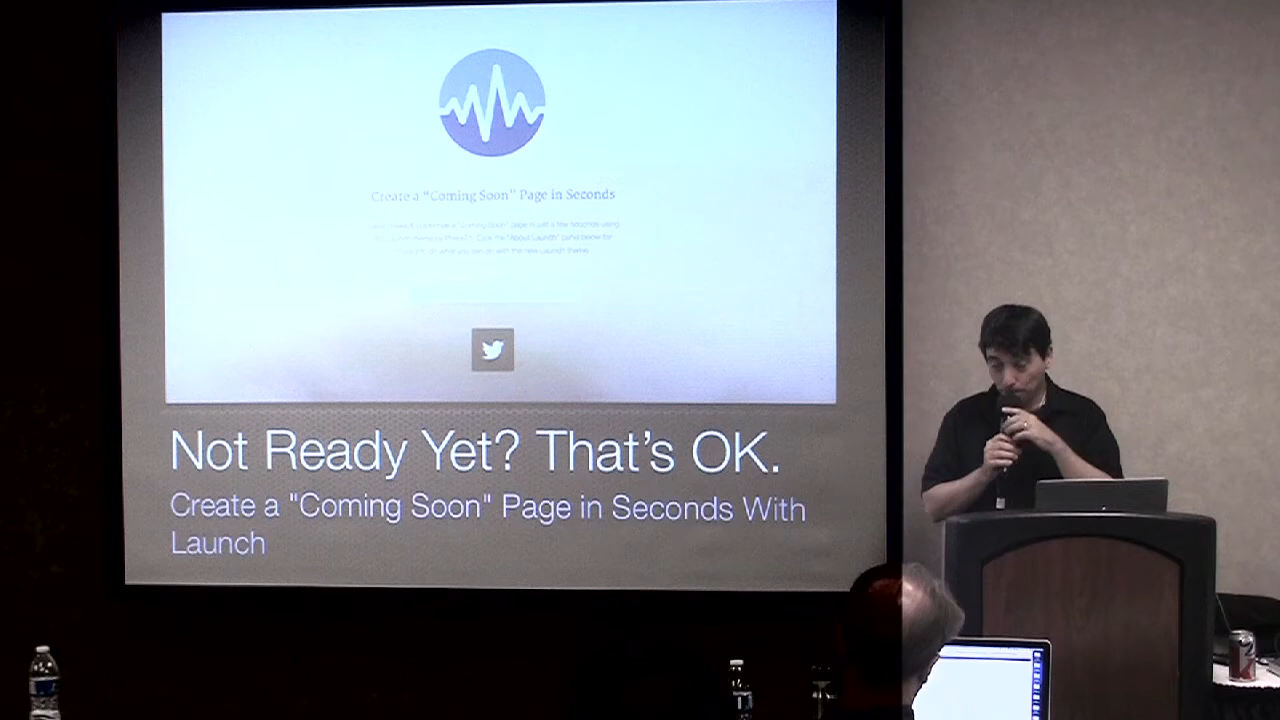 Create a “Coming Soon” Page in Seconds
Not Ready Yet? That’s OK.
Create a "Coming Soon" Page in Seconds With
Launch